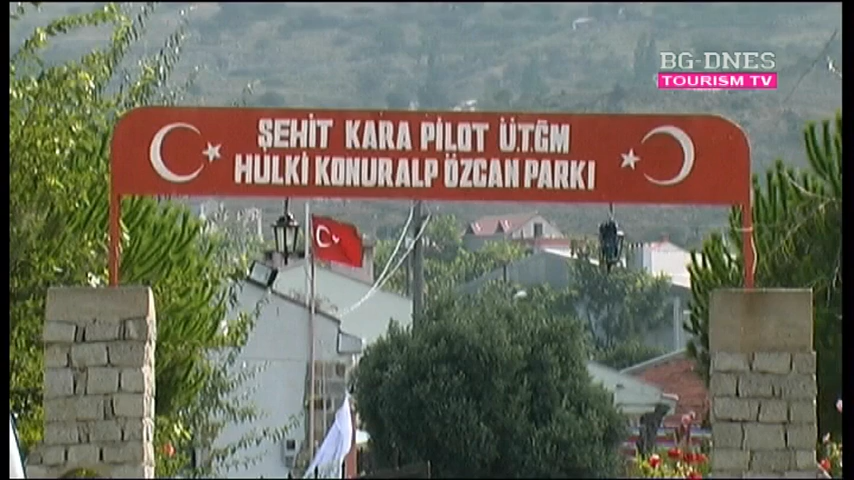 BG-DNES
TOURISM TV
ŞEHİT KARA PİLOT Ü.TĞM
HULKİ KONURALP ÖZCAN PARKI